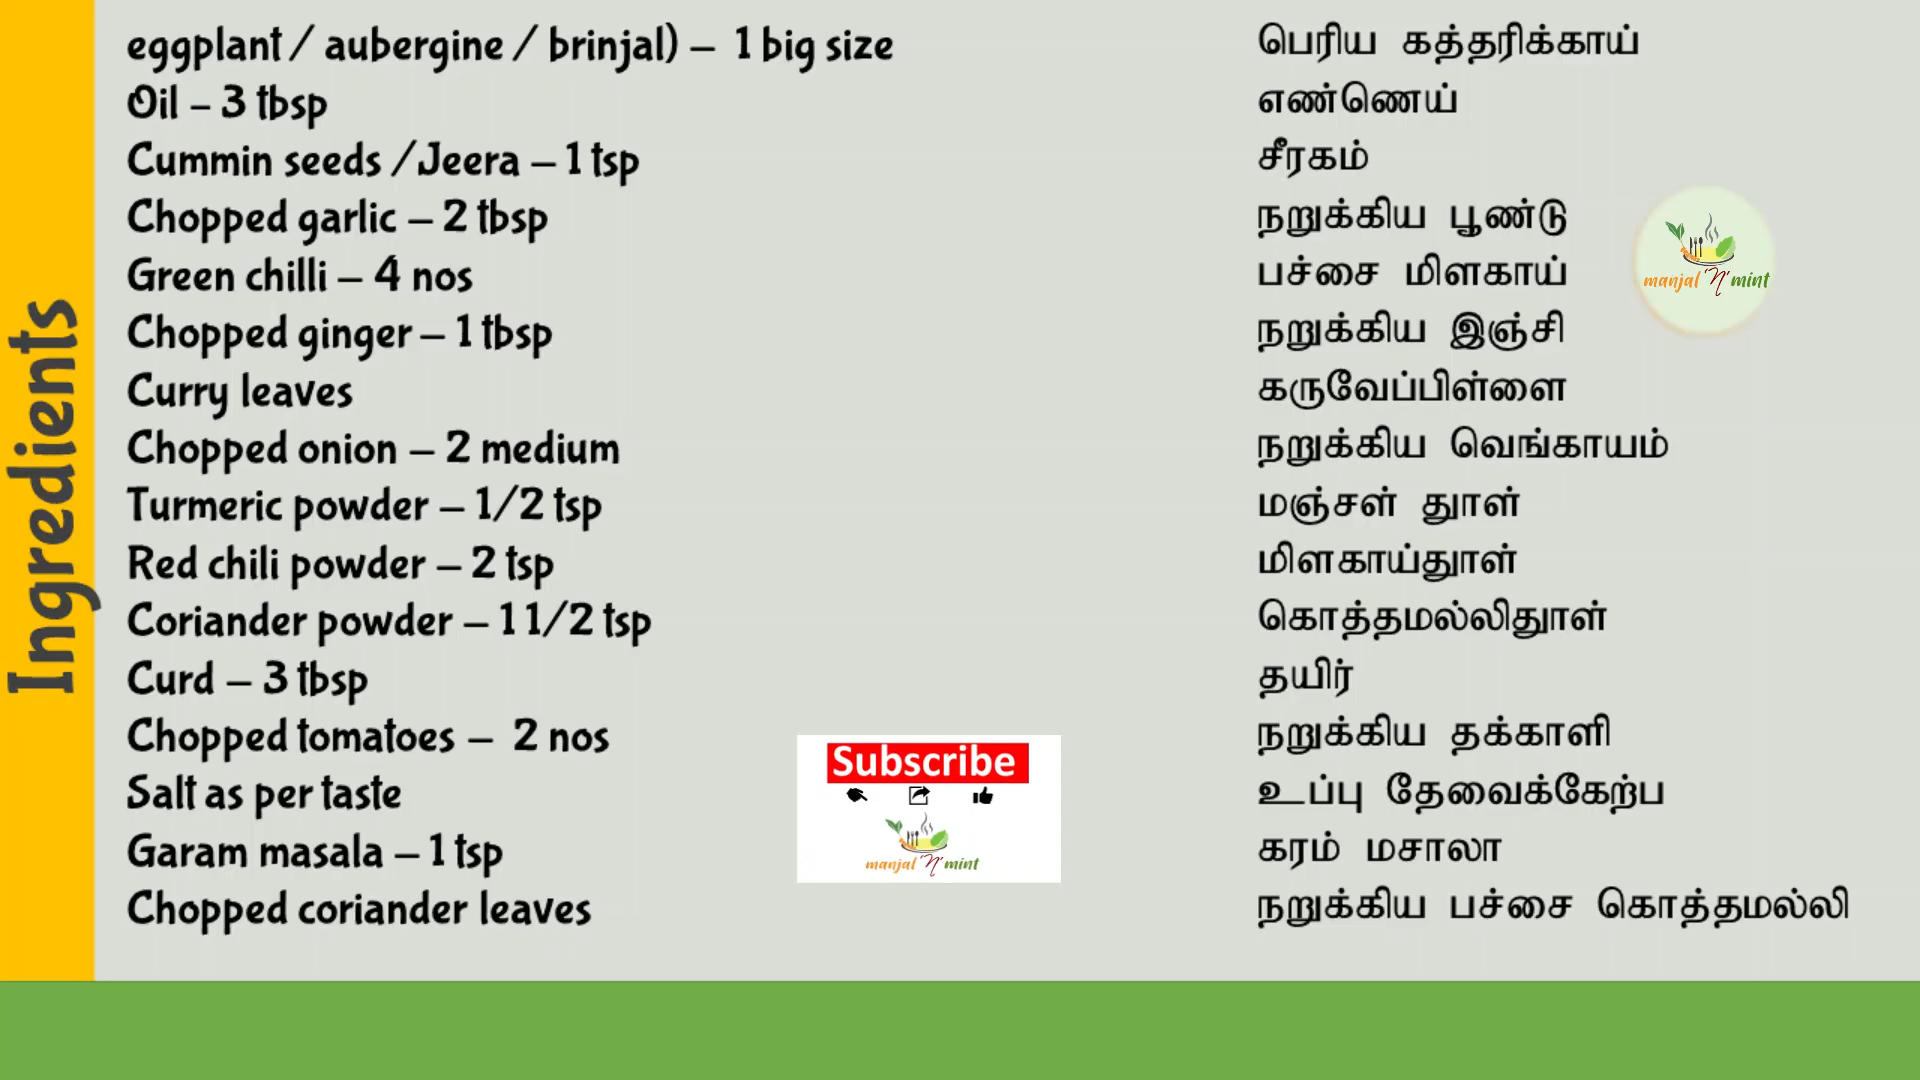 Ingredients
eggplant / aubergine / brinjal) – 1 big size
பெரிய கத்தரிக்காய்
Oil – 3 tbsp
எண்ணெய்
Cummin seeds /Jeera – 1 tsp
சீரகம்
Chopped garlic – 2 tbsp
நறுக்கிய பூண்டு
Green chilli – 4 nos
பச்சை மிளகாய்
manjal 'n' mint
Chopped ginger – 1 tbsp
நறுக்கிய இஞ்சி
Curry leaves
கருவேப்பிள்ளை
Chopped onion – 2 medium
நறுக்கிய வெங்காயம்
Turmeric powder – 1/2 tsp
மஞ்சள் துாள்
Red chili powder – 2 tsp
மிளகாய்துாள்
Coriander powder – 1 1/2 tsp
கொத்தமல்லிதுாள்
Curd – 3 tbsp
தயிர்
Chopped tomatoes – 2 nos
நறுக்கிய தக்காளி
Subscribe
Salt as per taste
உப்பு தேவைக்கேற்ப
Garam masala – 1 tsp
கரம் மசாலா
manjal 'n' mint
Chopped coriander leaves
நறுக்கிய பச்சை கொத்தமல்லி